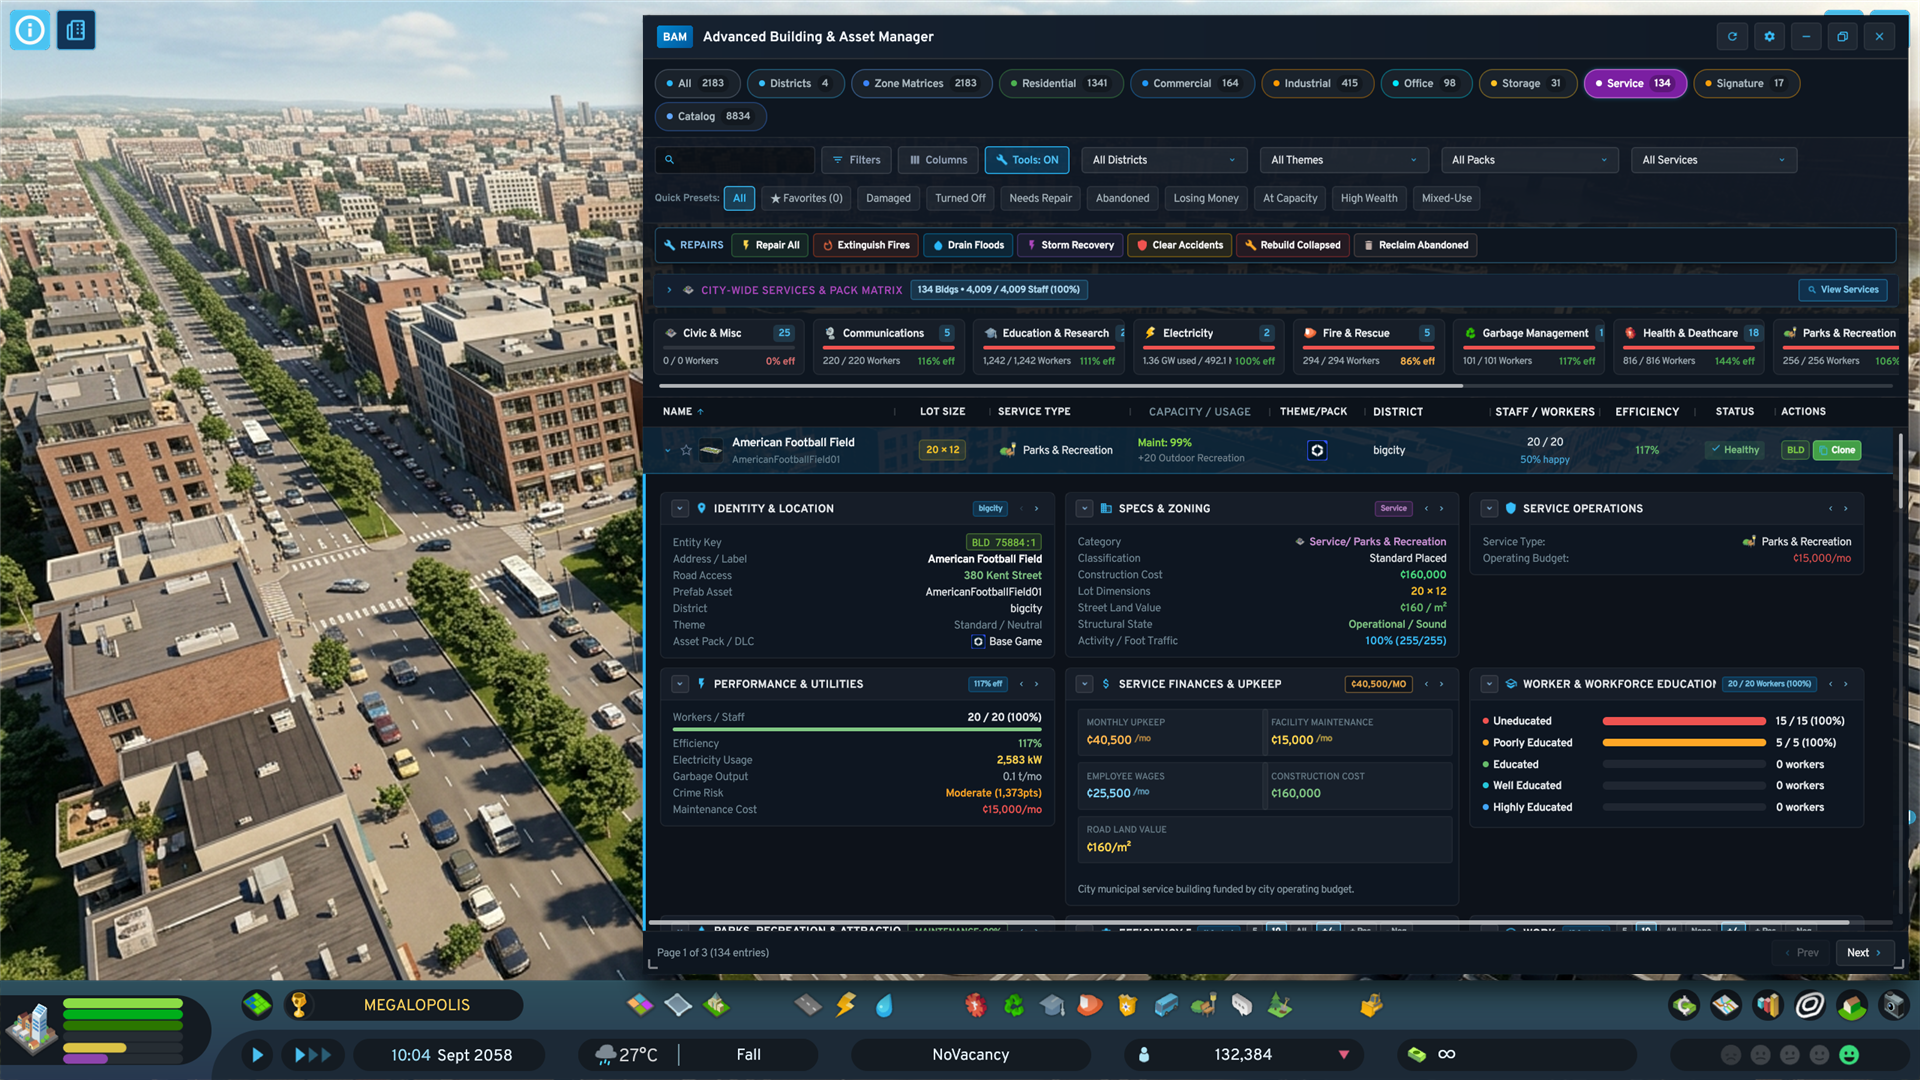 BAM Advanced Building & Asset Manager
All 2183 Districts 4 Zone Matrices 2183 Residential 1341 Commercial 164 Industrial 415 Office 98 Storage 31 Service 134 Signature 17
Catalog 8834
Filters Columns Tools: ON All Districts All Themes All Packs All Services
Quick Presets: All Favorites (0) Damaged Turned Off Needs Repair Abandoned Losing Money At Capacity High Wealth Mixed-Use
REPAIRS Repair All Extinguish Fires Drain Floods Storm Recovery Clear Accidents Rebuild Collapsed Reclaim Abandoned
CITY-WIDE SERVICES & PACK MATRIX 134 Bldgs • 4,009 / 4,009 Staff (100%) View Services
Civic & Misc 25 Communications 5 Education & Research Electricity 2 Fire & Rescue 5 Garbage Management Health & Deathcare 18 Parks & Recreation
0 / 0 Workers 0% eff 220 / 220 Workers 116% eff 1,242 / 1,242 Workers 111% eff 1.36 GW used / 492.1 100% eff 294 / 294 Workers 86% eff 101 / 101 Workers 117% eff 816 / 816 Workers 144% eff 256 / 256 Workers 106%
NAME LOT SIZE SERVICE TYPE CAPACITY / USAGE THEME/PACK DISTRICT STAFF / WORKERS EFFICIENCY STATUS ACTIONS
American Football Field 20 × 12 Parks & Recreation Maint: 99% bigcity 20 / 20 117% Healthy BLD Clone
AmericanFootballField01 +20 Outdoor Recreation 50% happy
IDENTITY & LOCATION bigcity
Entity Key BLD 75884:1
Address / Label American Football Field
Road Access 380 Kent Street
Prefab Asset AmericanFootballField01
District bigcity
Theme Standard / Neutral
Asset Pack / DLC Base Game
SPECS & ZONING Service
Category Service/ Parks & Recreation
Classification Standard Placed
Construction Cost ¢160,000
Lot Dimensions 20 × 12
Street Land Value ¢160 / m²
Structural State Operational / Sound
Activity / Foot Traffic 100% (255/255)
SERVICE OPERATIONS
Service Type: Parks & Recreation
Operating Budget: ¢15,000/mo
PERFORMANCE & UTILITIES 117% eff
Workers / Staff 20 / 20 (100%)
Efficiency 117%
Electricity Usage 2,583 kW
Garbage Output 0.1 t/mo
Crime Risk Moderate (1,373pts)
Maintenance Cost ¢15,000/mo
SERVICE FINANCES & UPKEEP ¢40,500/MO
MONTHLY UPKEEP FACILITY MAINTENANCE
¢40,500 /mo ¢15,000 /mo
EMPLOYEE WAGES CONSTRUCTION COST
¢25,500 /mo ¢160,000
ROAD LAND VALUE
¢160/m²
City municipal service building funded by city operating budget.
WORKER & WORKFORCE EDUCATION 20 / 20 Workers (100%)
Uneducated 15 / 15 (100%)
Poorly Educated 5 / 5 (100%)
Educated 0 workers
Well Educated 0 workers
Highly Educated 0 workers
Page 1 of 3 (134 entries) Prev Next
MEGALOPOLIS
10:04 Sept 2058 27°C Fall NoVacancy 132,384 ∞